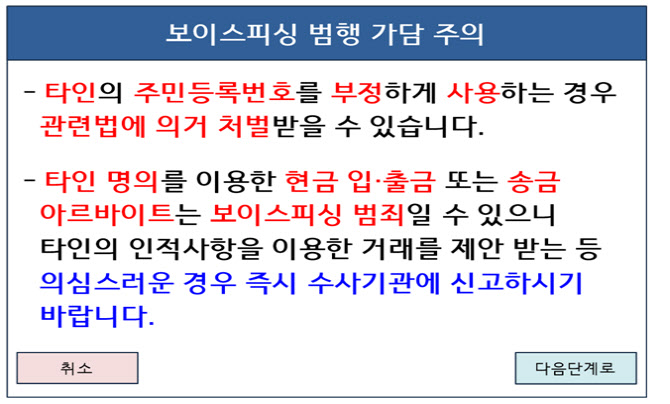 보이스피싱 범행 가담 주의
- 타인의 주민등록번호를 부정하게 사용하는 경우
관련법에 의거 처벌받을 수 있습니다.
- 타인 명의를 이용한 현금 입·출금 또는 송금
아르바이트는 보이스피싱 범죄일 수 있으니
타인의 인적사항을 이용한 거래를 제안 받는 등
의심스러운 경우 즉시 수사기관에 신고하시기
바랍니다.
취소
다음단계로